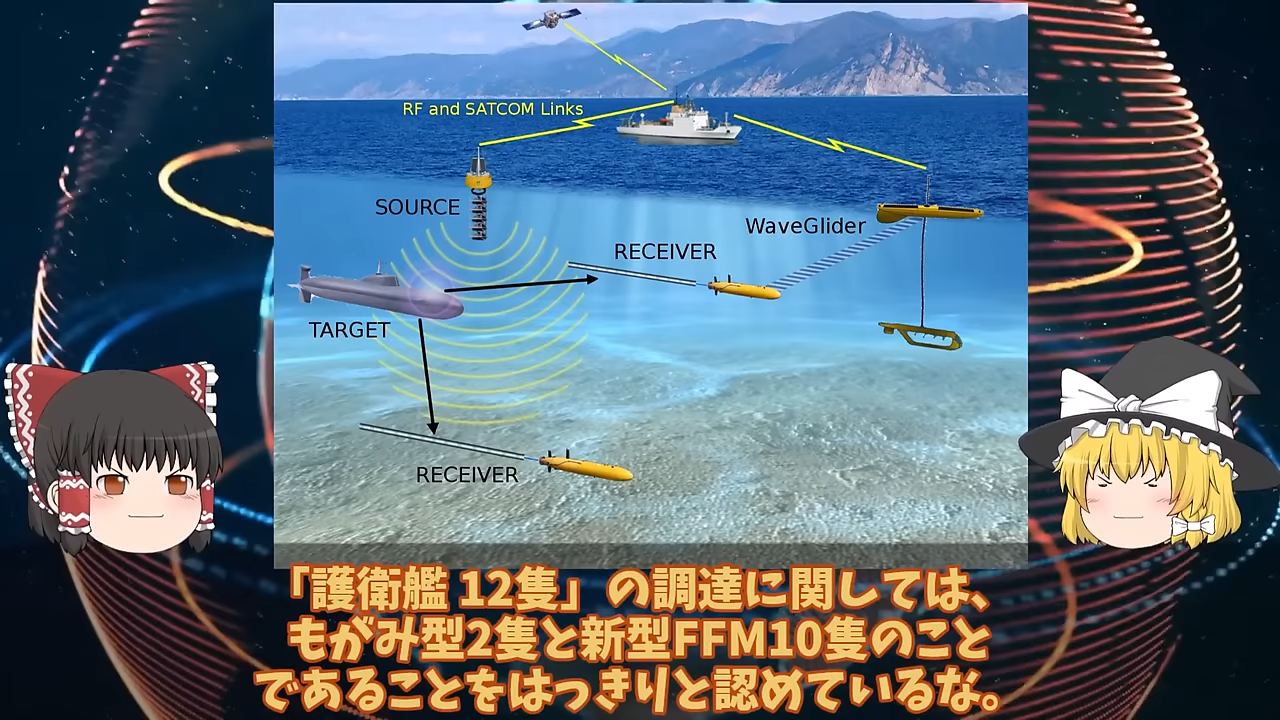 RF and SATCOM Links
SOURCE
WaveGlider
RECEIVER
TARGET
RECEIVER
「護衛艦 12隻」の調達に関しては、
もがみ型2隻と新型FFM10隻のこと
であることをはっきりと認めているな。